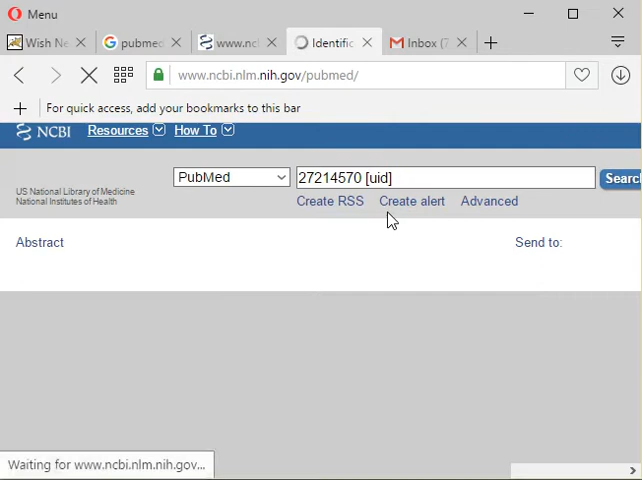 Menu
Wish Ne
pubmed
www.nc
Identific
Inbox (7
www.ncbi.nlm.nih.gov/pubmed/
For quick access, add your bookmarks to this bar
NCBI Resources How To
PubMed 27214570 [uid] Search
US National Library of Medicine
National Institutes of Health
Create RSS Create alert Advanced
Abstract Send to:
Waiting for www.ncbi.nlm.nih.gov...